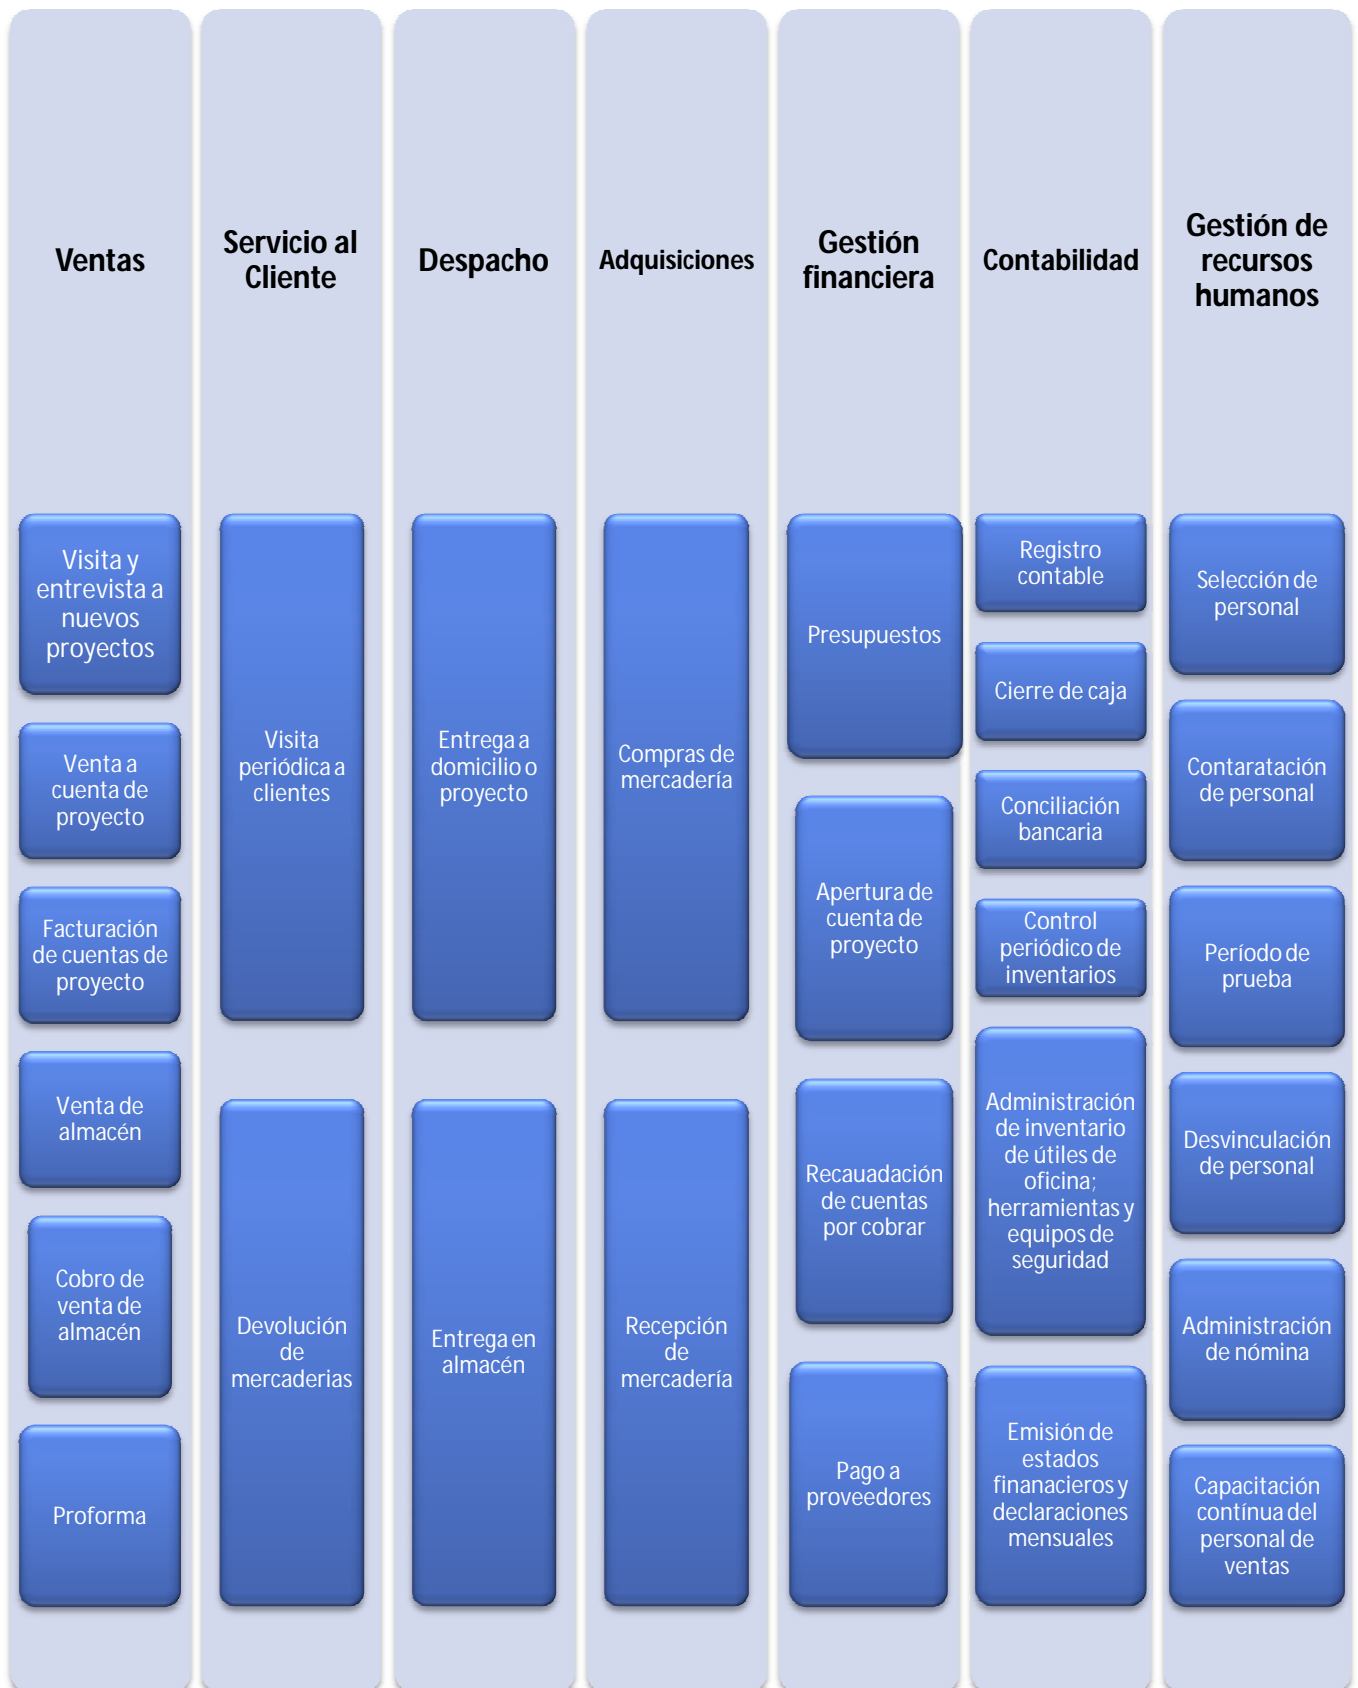 Ventas
Visita y
entrevista a
nuevos
proyectos
Venta a
cuenta de
proyecto
Facturación
de cuentas de
proyecto
Venta de
almacén
Cobro de
venta de
almacén
Proforma
Servicio al
Cliente
Visita
periódica a
clientes
Devolución
de
mercaderias
Despacho
Entrega a
domicilio o
proyecto
Entrega en
almacén
Adquisiciones
Compras de
mercadería
Recepción
de
mercadería
Gestión
financiera
Presupuestos
Apertura de
cuenta de
proyecto
Recauadación
de cuentas
por cobrar
Pago a
proveedores
Contabilidad
Registro
contable
Cierre de caja
Conciliación
bancaria
Control
periódico de
inventarios
Administración
de inventario
de útiles de
oficina;
herramientas y
equipos de
seguridad
Emisión de
estados
finanacieros y
declaraciones
mensuales
Gestión de
recursos
humanos
Selección de
personal
Contaratación
de personal
Período de
prueba
Desvinculación
de personal
Administración
de nómina
Capacitación
contínua del
personal de
ventas